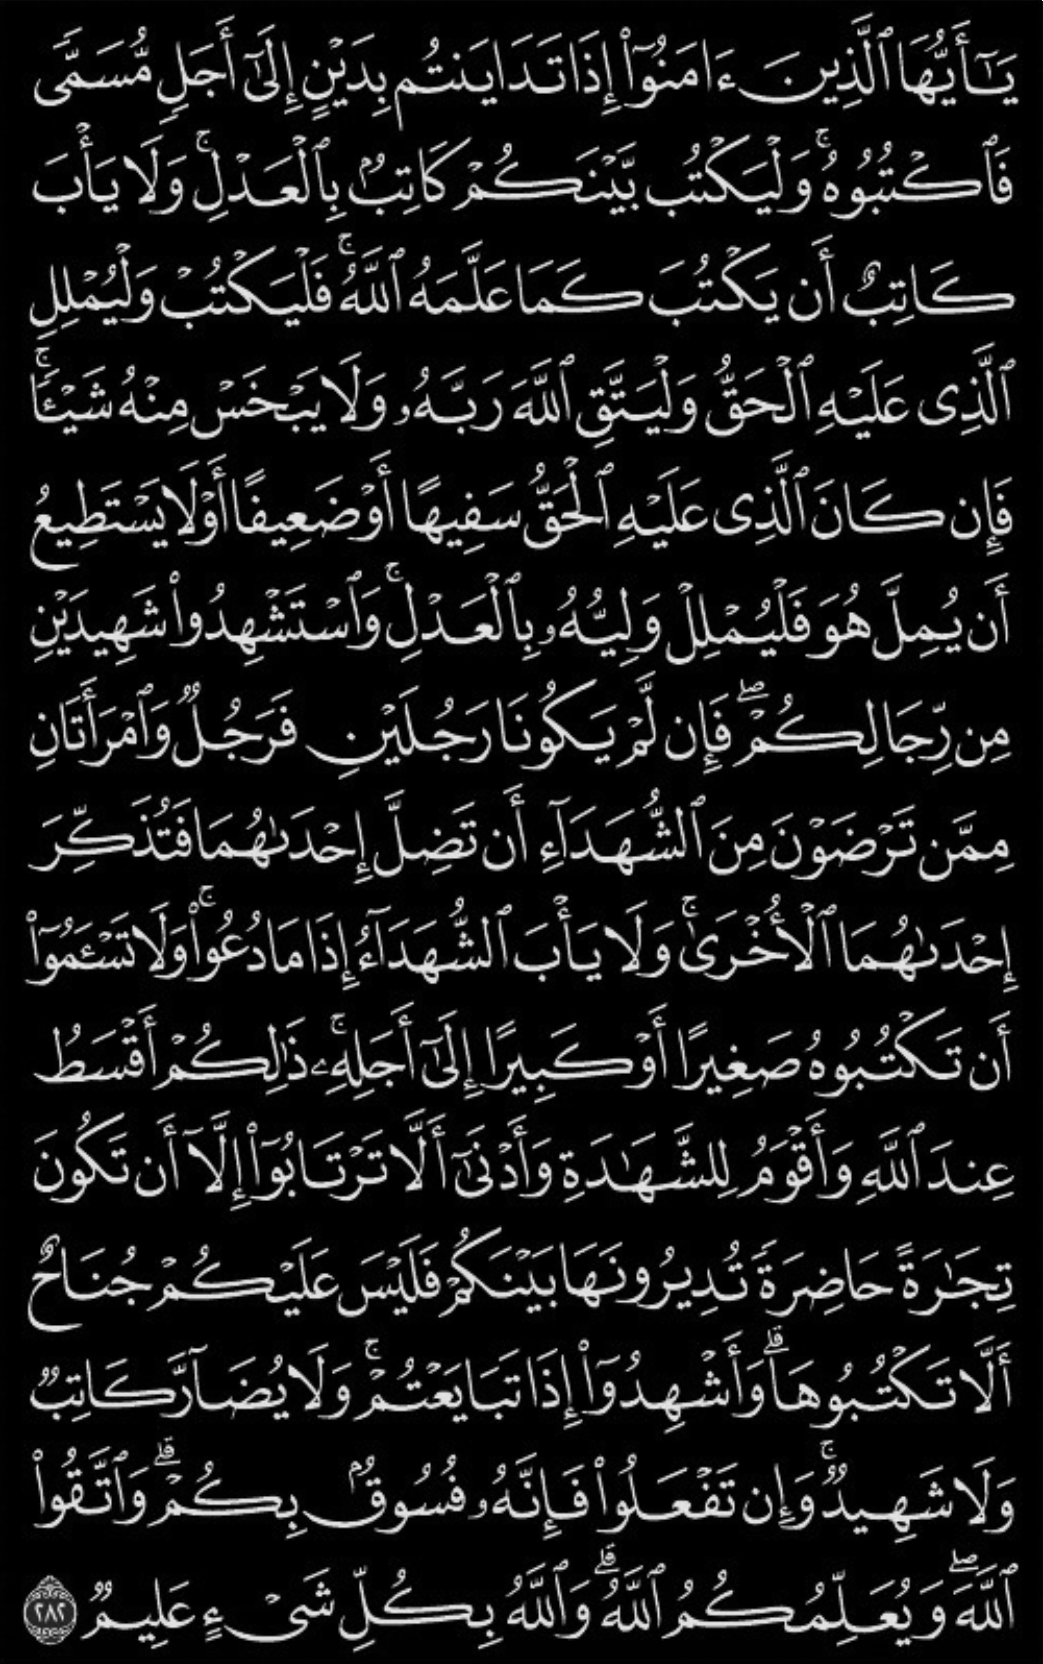 يَـٰٓأَيُّهَا ٱلَّذِينَ ءَامَنُوٓا۟ إِذَا تَدَايَنتُم بِدَيْنٍ إِلَىٰٓ أَجَلٍ مُّسَمًّى
فَٱكْتُبُوهُ ۚ وَلْيَكْتُب بَّيْنَكُمْ كَاتِبٌۢ بِٱلْعَدْلِ ۚ وَلَا يَأْبَ
كَاتِبٌ أَن يَكْتُبَ كَمَا عَلَّمَهُ ٱللَّهُ ۚ فَلْيَكْتُبْ وَلْيُمْلِلِ
ٱلَّذِى عَلَيْهِ ٱلْحَقُّ وَلْيَتَّقِ ٱللَّهَ رَبَّهُۥ وَلَا يَبْخَسْ مِنْهُ شَيْـًٔا ۚ
فَإِن كَانَ ٱلَّذِى عَلَيْهِ ٱلْحَقُّ سَفِيهًا أَوْ ضَعِيفًا أَوْ لَا يَسْتَطِيعُ
أَن يُمِلَّ هُوَ فَلْيُمْلِلْ وَلِيُّهُۥ بِٱلْعَدْلِ ۚ وَٱسْتَشْهِدُوا۟ شَهِيدَيْنِ
مِن رِّجَالِكُمْ ۖ فَإِن لَّمْ يَكُونَا رَجُلَيْنِ فَرَجُلٌ وَٱمْرَأَتَانِ
مِمَّن تَرْضَوْنَ مِنَ ٱلشُّهَدَآءِ أَن تَضِلَّ إِحْدَىٰهُمَا فَتُذَكِّرَ
إِحْدَىٰهُمَا ٱلْأُخْرَىٰ ۚ وَلَا يَأْبَ ٱلشُّهَدَآءُ إِذَا مَا دُعُوا۟ ۚ وَلَا تَسْـَٔمُوٓا۟
أَن تَكْتُبُوهُ صَغِيرًا أَوْ كَبِيرًا إِلَىٰٓ أَجَلِهِۦ ۚ ذَٰلِكُمْ أَقْسَطُ
عِندَ ٱللَّهِ وَأَقْوَمُ لِلشَّهَـٰدَةِ وَأَدْنَىٰٓ أَلَّا تَرْتَابُوٓا۟ إِلَّآ أَن تَكُونَ
تِجَـٰرَةً حَاضِرَةً تُدِيرُونَهَا بَيْنَكُمْ فَلَيْسَ عَلَيْكُمْ جُنَاحٌ
أَلَّا تَكْتُبُوهَا ۗ وَأَشْهِدُوٓا۟ إِذَا تَبَايَعْتُمْ ۚ وَلَا يُضَآرَّ كَاتِبٌ
وَلَا شَهِيدٌ ۚ وَإِن تَفْعَلُوا۟ فَإِنَّهُۥ فُسُوقٌۢ بِكُمْ ۗ وَٱتَّقُوا۟
ٱللَّهَ ۖ وَيُعَلِّمُكُمُ ٱللَّهُ ۗ وَٱللَّهُ بِكُلِّ شَىْءٍ عَلِيمٌ ٢٨٢